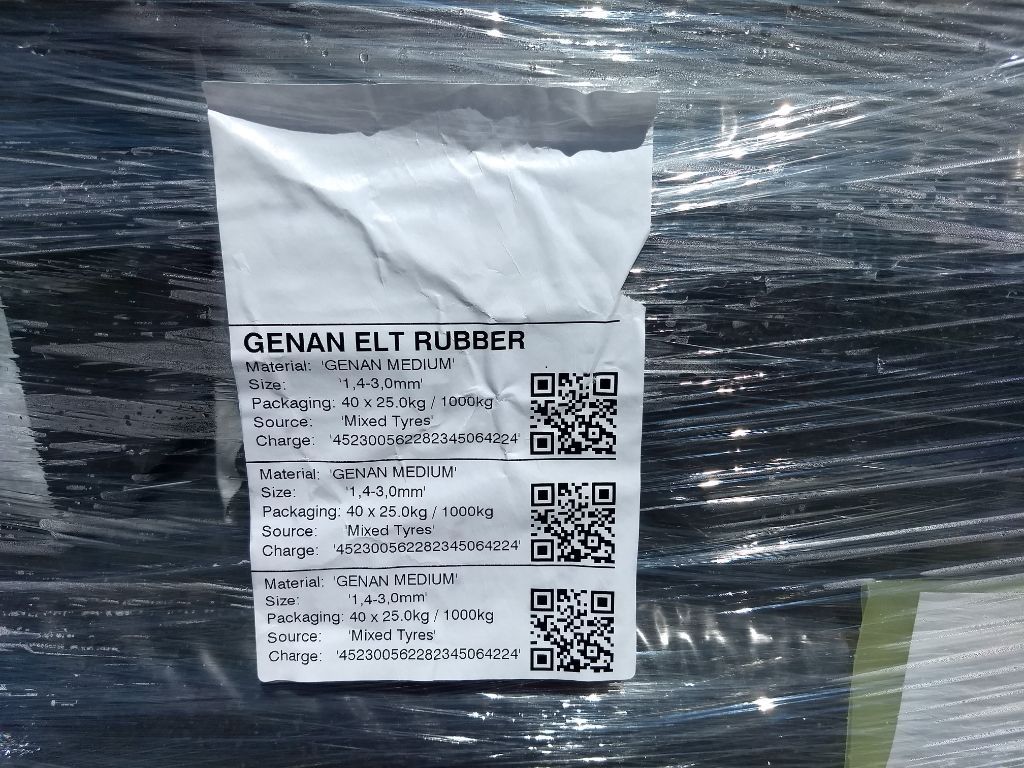 GENAN ELT RUBBER
Material: 'GENAN MEDIUM'
Size: '1,4-3,0mm'
Packaging: 40 x 25.0kg / 1000kg
Source: 'Mixed Tyres'
Charge: '452300562282345064224'
Material: 'GENAN MEDIUM'
Size: '1,4-3,0mm'
Packaging: 40 x 25.0kg / 1000kg
Source: 'Mixed Tyres'
Charge: '452300562282345064224'
Material: 'GENAN MEDIUM'
Size: '1,4-3,0mm'
Packaging: 40 x 25.0kg / 1000kg
Source: 'Mixed Tyres'
Charge: '452300562282345064224'